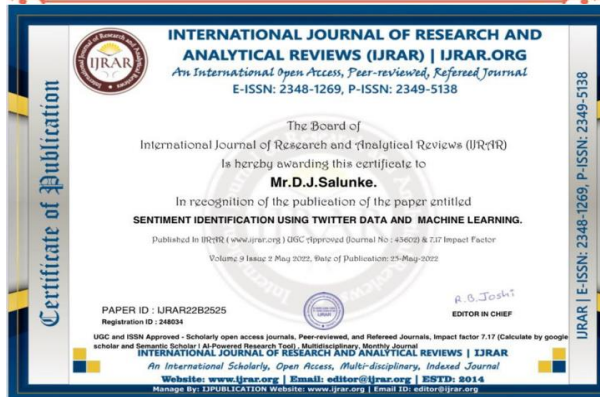 INTERNATIONAL JOURNAL OF RESEARCH AND
ANALYTICAL REVIEWS (IJRAR) | IJRAR.ORG
An International Open Access, Peer-reviewed, Refereed Journal
E-ISSN: 2348-1269, P-ISSN: 2349-5138
IJRAR
Certificate of Publication
The Board of
International Journal of Research and Analytical Reviews (IJRAR)
Is hereby awarding this certificate to
Mr.D.J.Salunke.
In recognition of the publication of the paper entitled
SENTIMENT IDENTIFICATION USING TWITTER DATA AND MACHINE LEARNING.
Published In IJRAR ( www.ijrar.org ) UGC Approved (Journal No : 43602) & 7.17 Impact Factor
Volume 9 Issue 2 May 2022, Date of Publication: 23-May-2022
R.B.Joshi
PAPER ID : IJRAR22B2525
Registration ID : 248034
EDITOR IN CHIEF
UGC and ISSN Approved - Scholarly open access journals, Peer-reviewed, and Refereed Journals, Impact factor 7.17 (Calculate by google
scholar and Semantic Scholar | AI-Powered Research Tool) , Multidisciplinary, Monthly Journal
INTERNATIONAL JOURNAL OF RESEARCH AND ANALYTICAL REVIEWS | IJRAR
An International Scholarly, Open Access, Multi-disciplinary, Indexed Journal
Website: www.ijrar.org | Email: editor@ijrar.org | ESTD: 2014
Manage By: IJPUBLICATION Website: www.ijrar.org | Email ID: editor@ijrar.org
IJRAR | E-ISSN: 2348-1269, P-ISSN: 2349-5138